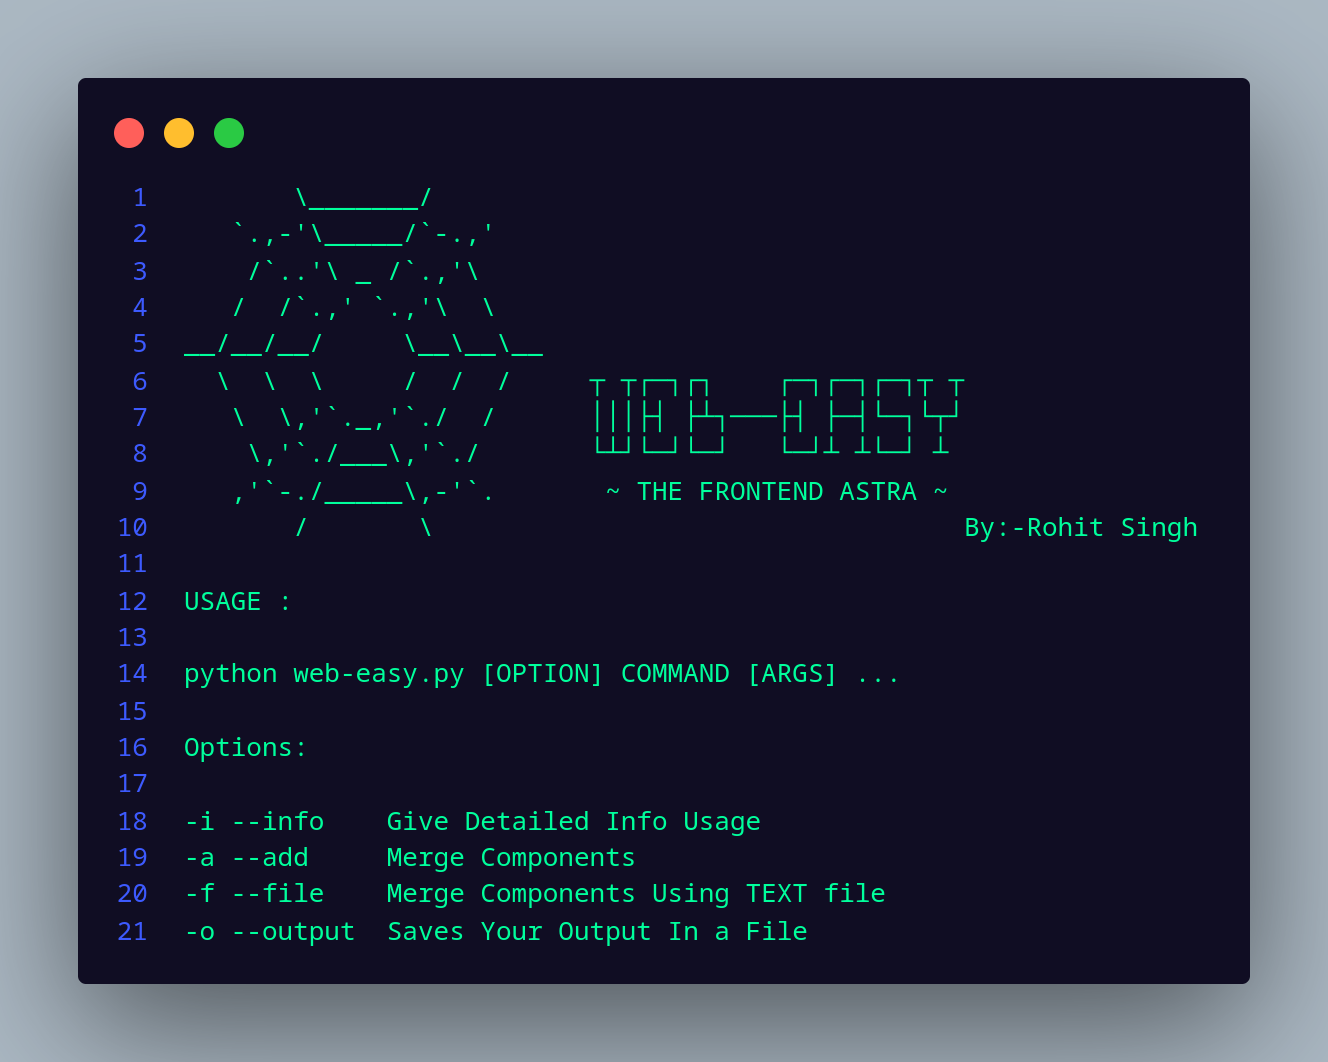 1         \_______/
2     `.,-'\_____/`-.,'
3      /`..'\ _ /`.,'\
4     /  /`.,' `.,'\  \
5  __/__/__/     \__\__\__
6    \  \  \     /  /  /     ┬ ┬┌─┐┌┐    ┌─┐┌─┐┌─┐┬ ┬
7     \  \,'`._,'`./  /      │││├┤ ├┴┐───├┤ ├─┤└─┐└┬┘
8      \,'`./___\,'`./       └┴┘└─┘└─┘   └─┘┴ ┴└─┘ ┴
9     ,'`-./_____\,-'`.       ~ THE FRONTEND ASTRA ~
10        /       \                                  By:-Rohit Singh
11
12 USAGE :
13
14 python web-easy.py [OPTION] COMMAND [ARGS] ...
15
16 Options:
17
18 -i --info    Give Detailed Info Usage
19 -a --add     Merge Components
20 -f --file    Merge Components Using TEXT file
21 -o --output  Saves Your Output In a File